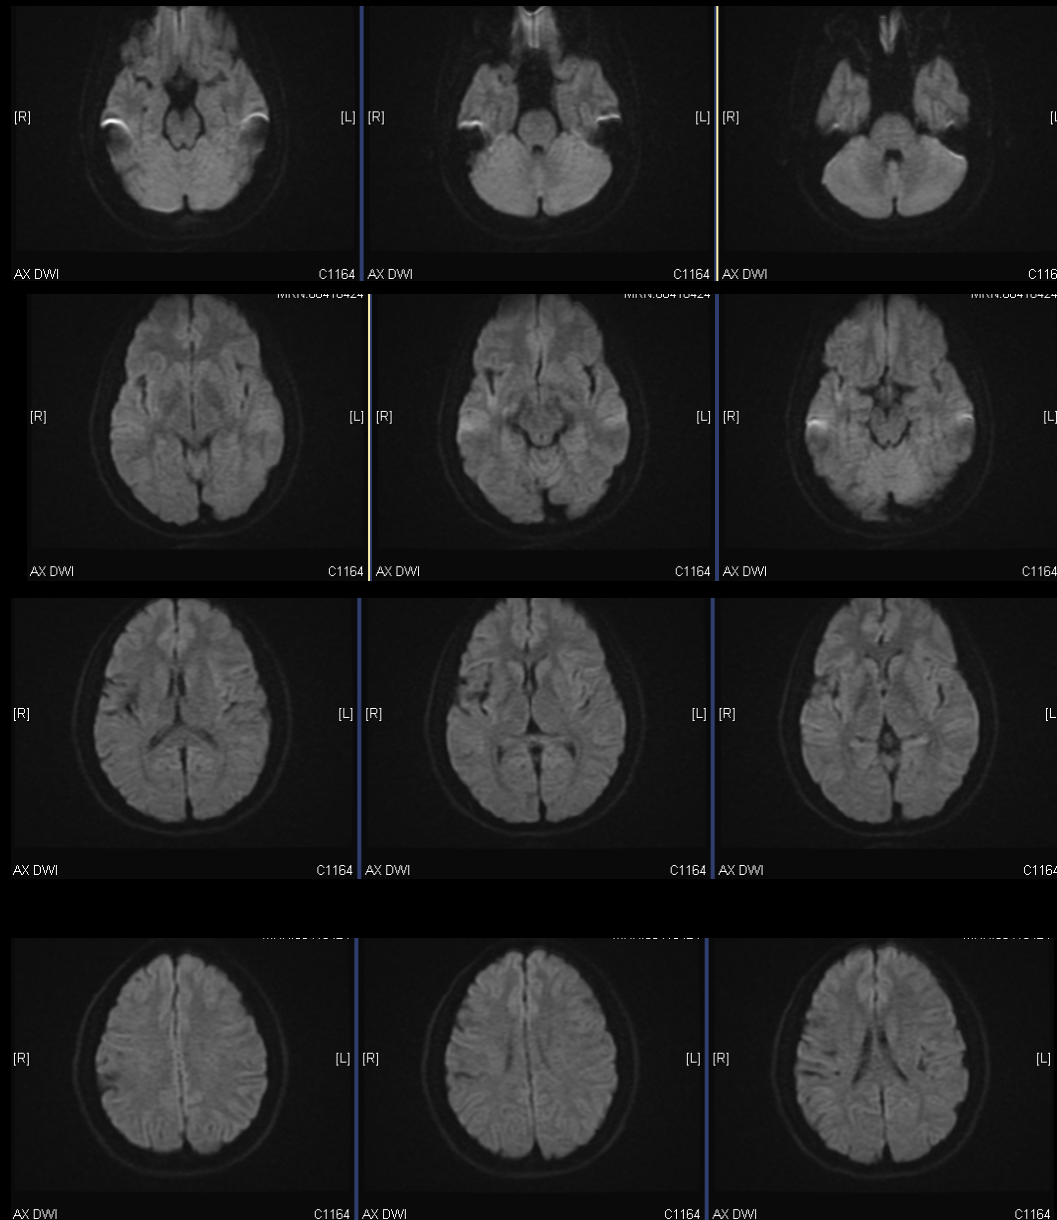 [R] [L] [R] [L] [R]
AX DWI C1164 AX DWI C1164 AX DWI
[R] [L] [R] [L] [R] [L]
AX DWI C1164 AX DWI C1164 AX DWI C1164
[R] [L] [R] [L] [R]
AX DWI C1164 AX DWI C1164 AX DWI C1164
[R] [L] [R] [L] [R] [L]
AX DWI C1164 AX DWI C1164 AX DWI C1164